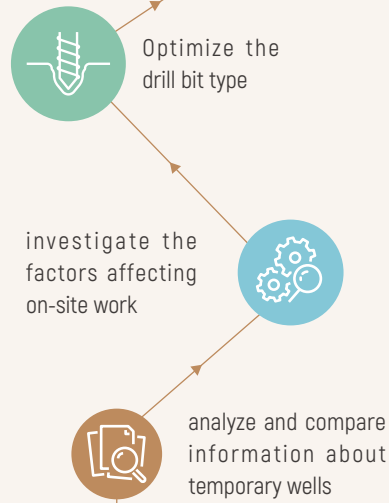 Optimize the
drill bit type
investigate the
factors affecting
on-site work
analyze and compare
information about
temporary wells